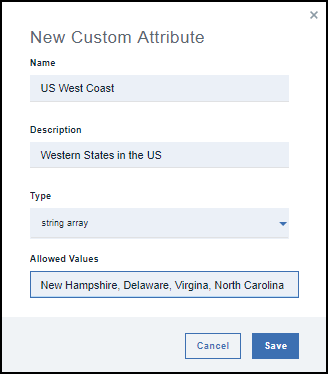 ×
New Custom Attribute
Name
US West Coast
Description
Western States in the US
Type
string array
Allowed Values
New Hampshire, Delaware, Virgina, North Carolina
Cancel Save